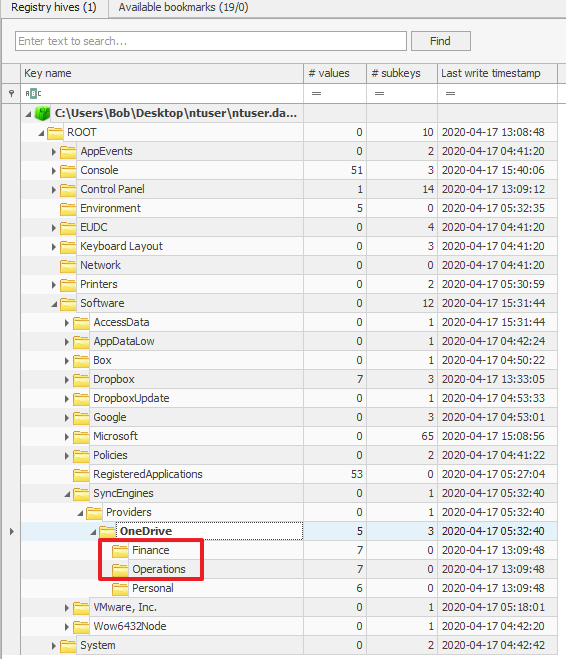 Registry hives (1) Available bookmarks (19/0)
Enter text to search... Find
Key name # values # subkeys Last write timestamp
ABC = = =
C:\Users\Bob\Desktop\ntuser\ntuser.da...
ROOT 0 10 2020-04-17 13:08:48
AppEvents 0 2 2020-04-17 04:41:20
Console 51 3 2020-04-17 15:40:06
Control Panel 1 14 2020-04-17 13:09:12
Environment 5 0 2020-04-17 05:32:35
EUDC 0 4 2020-04-17 04:41:20
Keyboard Layout 0 3 2020-04-17 04:41:20
Network 0 0 2020-04-17 04:41:20
Printers 0 2 2020-04-17 05:30:59
Software 0 12 2020-04-17 15:31:44
AccessData 0 1 2020-04-17 15:31:44
AppDataLow 0 1 2020-04-17 04:42:24
Box 0 1 2020-04-17 04:50:22
Dropbox 7 3 2020-04-17 13:33:05
DropboxUpdate 0 1 2020-04-17 04:53:33
Google 0 3 2020-04-17 04:53:01
Microsoft 0 65 2020-04-17 15:08:56
Policies 0 2 2020-04-17 04:41:22
RegisteredApplications 53 0 2020-04-17 05:27:04
SyncEngines 0 1 2020-04-17 05:32:40
Providers 0 1 2020-04-17 05:32:40
OneDrive 5 3 2020-04-17 05:32:40
Finance 7 0 2020-04-17 13:09:48
Operations 7 0 2020-04-17 13:09:48
Personal 6 0 2020-04-17 13:09:48
VMware, Inc. 0 1 2020-04-17 05:18:01
Wow6432Node 0 1 2020-04-17 04:42:20
System 0 2 2020-04-17 04:42:42